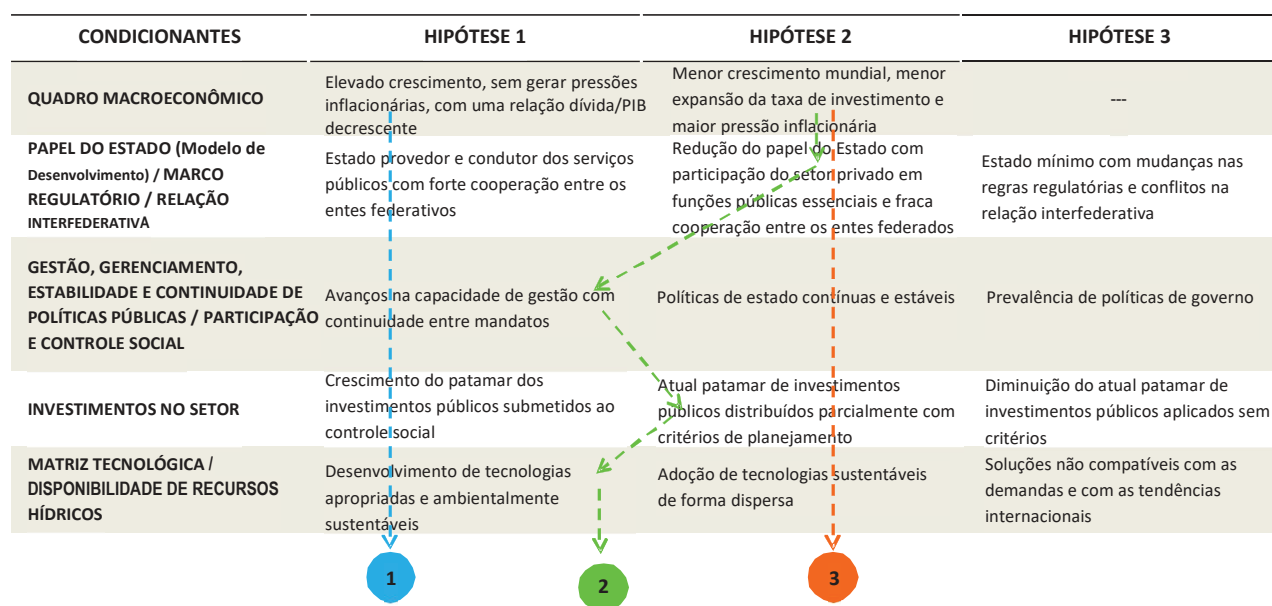 CONDICIONANTES
HIPÓTESE 1
HIPÓTESE 2
HIPÓTESE 3
QUADRO MACROECONÔMICO
Elevado crescimento, sem gerar pressões
inflacionárias, com uma relação dívida/PIB
decrescente
Menor crescimento mundial, menor
expansão da taxa de investimento e
maior pressão inflacionária
---
PAPEL DO ESTADO (Modelo de
Desenvolvimento) / MARCO
REGULATÓRIO / RELAÇÃO
INTERFEDERATIVA
Estado provedor e condutor dos serviços
públicos com forte cooperação entre os
entes federativos
Redução do papel do Estado com
participação do setor privado em
funções públicas essenciais e fraca
cooperação entre os entes federados
Estado mínimo com mudanças nas
regras regulatórias e conflitos na
relação interfederativa
GESTÃO, GERENCIAMENTO,
ESTABILIDADE E CONTINUIDADE DE
POLÍTICAS PÚBLICAS / PARTICIPAÇÃO
E CONTROLE SOCIAL
Avanços na capacidade de gestão com
continuidade entre mandatos
Políticas de estado contínuas e estáveis
Prevalência de políticas de governo
INVESTIMENTOS NO SETOR
Crescimento do patamar dos
investimentos públicos submetidos ao
controle social
Atual patamar de investimentos
públicos distribuídos parcialmente com
critérios de planejamento
Diminuição do atual patamar de
investimentos públicos aplicados sem
critérios
MATRIZ TECNOLÓGICA /
DISPONIBILIDADE DE RECURSOS
HÍDRICOS
Desenvolvimento de tecnologias
apropriadas e ambientalmente
sustentáveis
Adoção de tecnologias sustentáveis
de forma dispersa
Soluções não compatíveis com as
demandas e com as tendências
internacionais
1
2
3